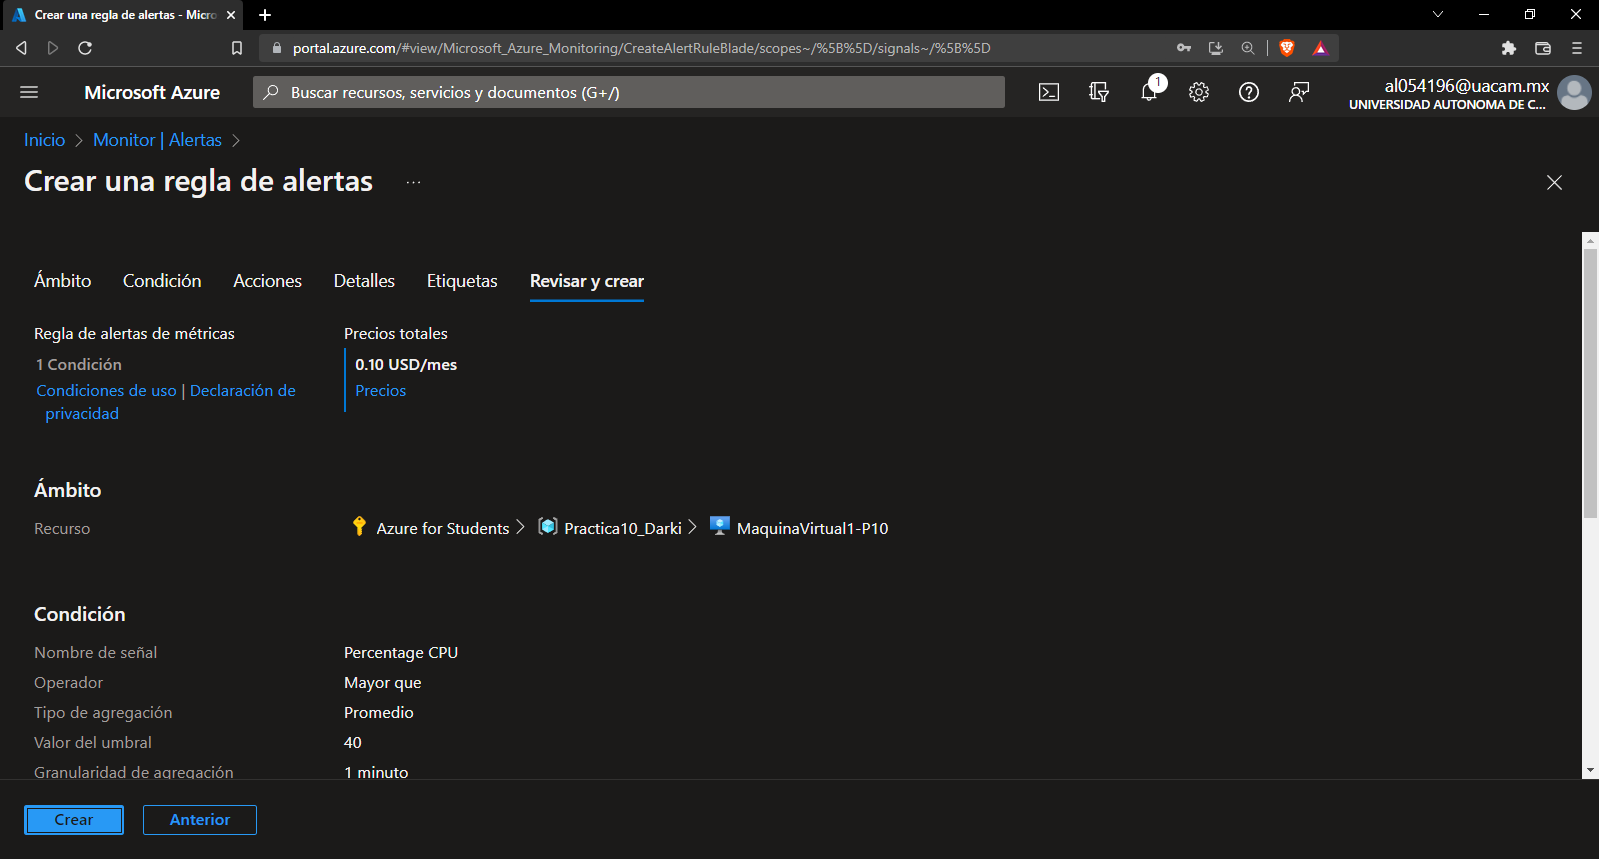 Crear una regla de alertas - Micro
portal.azure.com/#view/Microsoft_Azure_Monitoring/CreateAlertRuleBlade/scopes~/%5B%5D/signals~/%5B%5D
Microsoft Azure
Buscar recursos, servicios y documentos (G+/)
1
al054196@uacam.mx
UNIVERSIDAD AUTONOMA DE C...
Inicio > Monitor | Alertas >
Crear una regla de alertas ...
Ámbito Condición Acciones Detalles Etiquetas Revisar y crear
Regla de alertas de métricas Precios totales
1 Condición 0.10 USD/mes
Condiciones de uso | Declaración de Precios
privacidad
Ámbito
Recurso Azure for Students > Practica10_Darki > MaquinaVirtual1-P10
Condición
Nombre de señal Percentage CPU
Operador Mayor que
Tipo de agregación Promedio
Valor del umbral 40
Granularidad de agregación 1 minuto
Crear Anterior